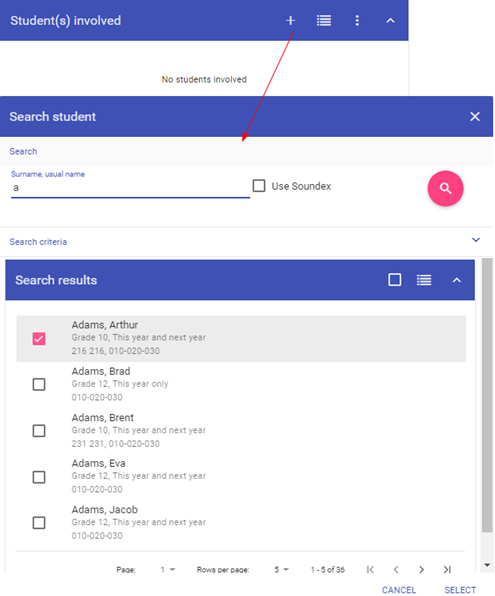 Student(s) involved
No students involved
Search student
Search
Surname, usual name
a
Use Soundex
Search criteria
Search results
Adams, Arthur
Grade 10, This year and next year
216 216, 010-020-030
Adams, Brad
Grade 12, This year only
010-020-030
Adams, Brent
Grade 10, This year and next year
231 231, 010-020-030
Adams, Eva
Grade 12, This year and next year
010-020-030
Adams, Jacob
Grade 12, This year and next year
010-020-030
Page: 1 Rows per page: 5 1 - 5 of 36
CANCEL SELECT